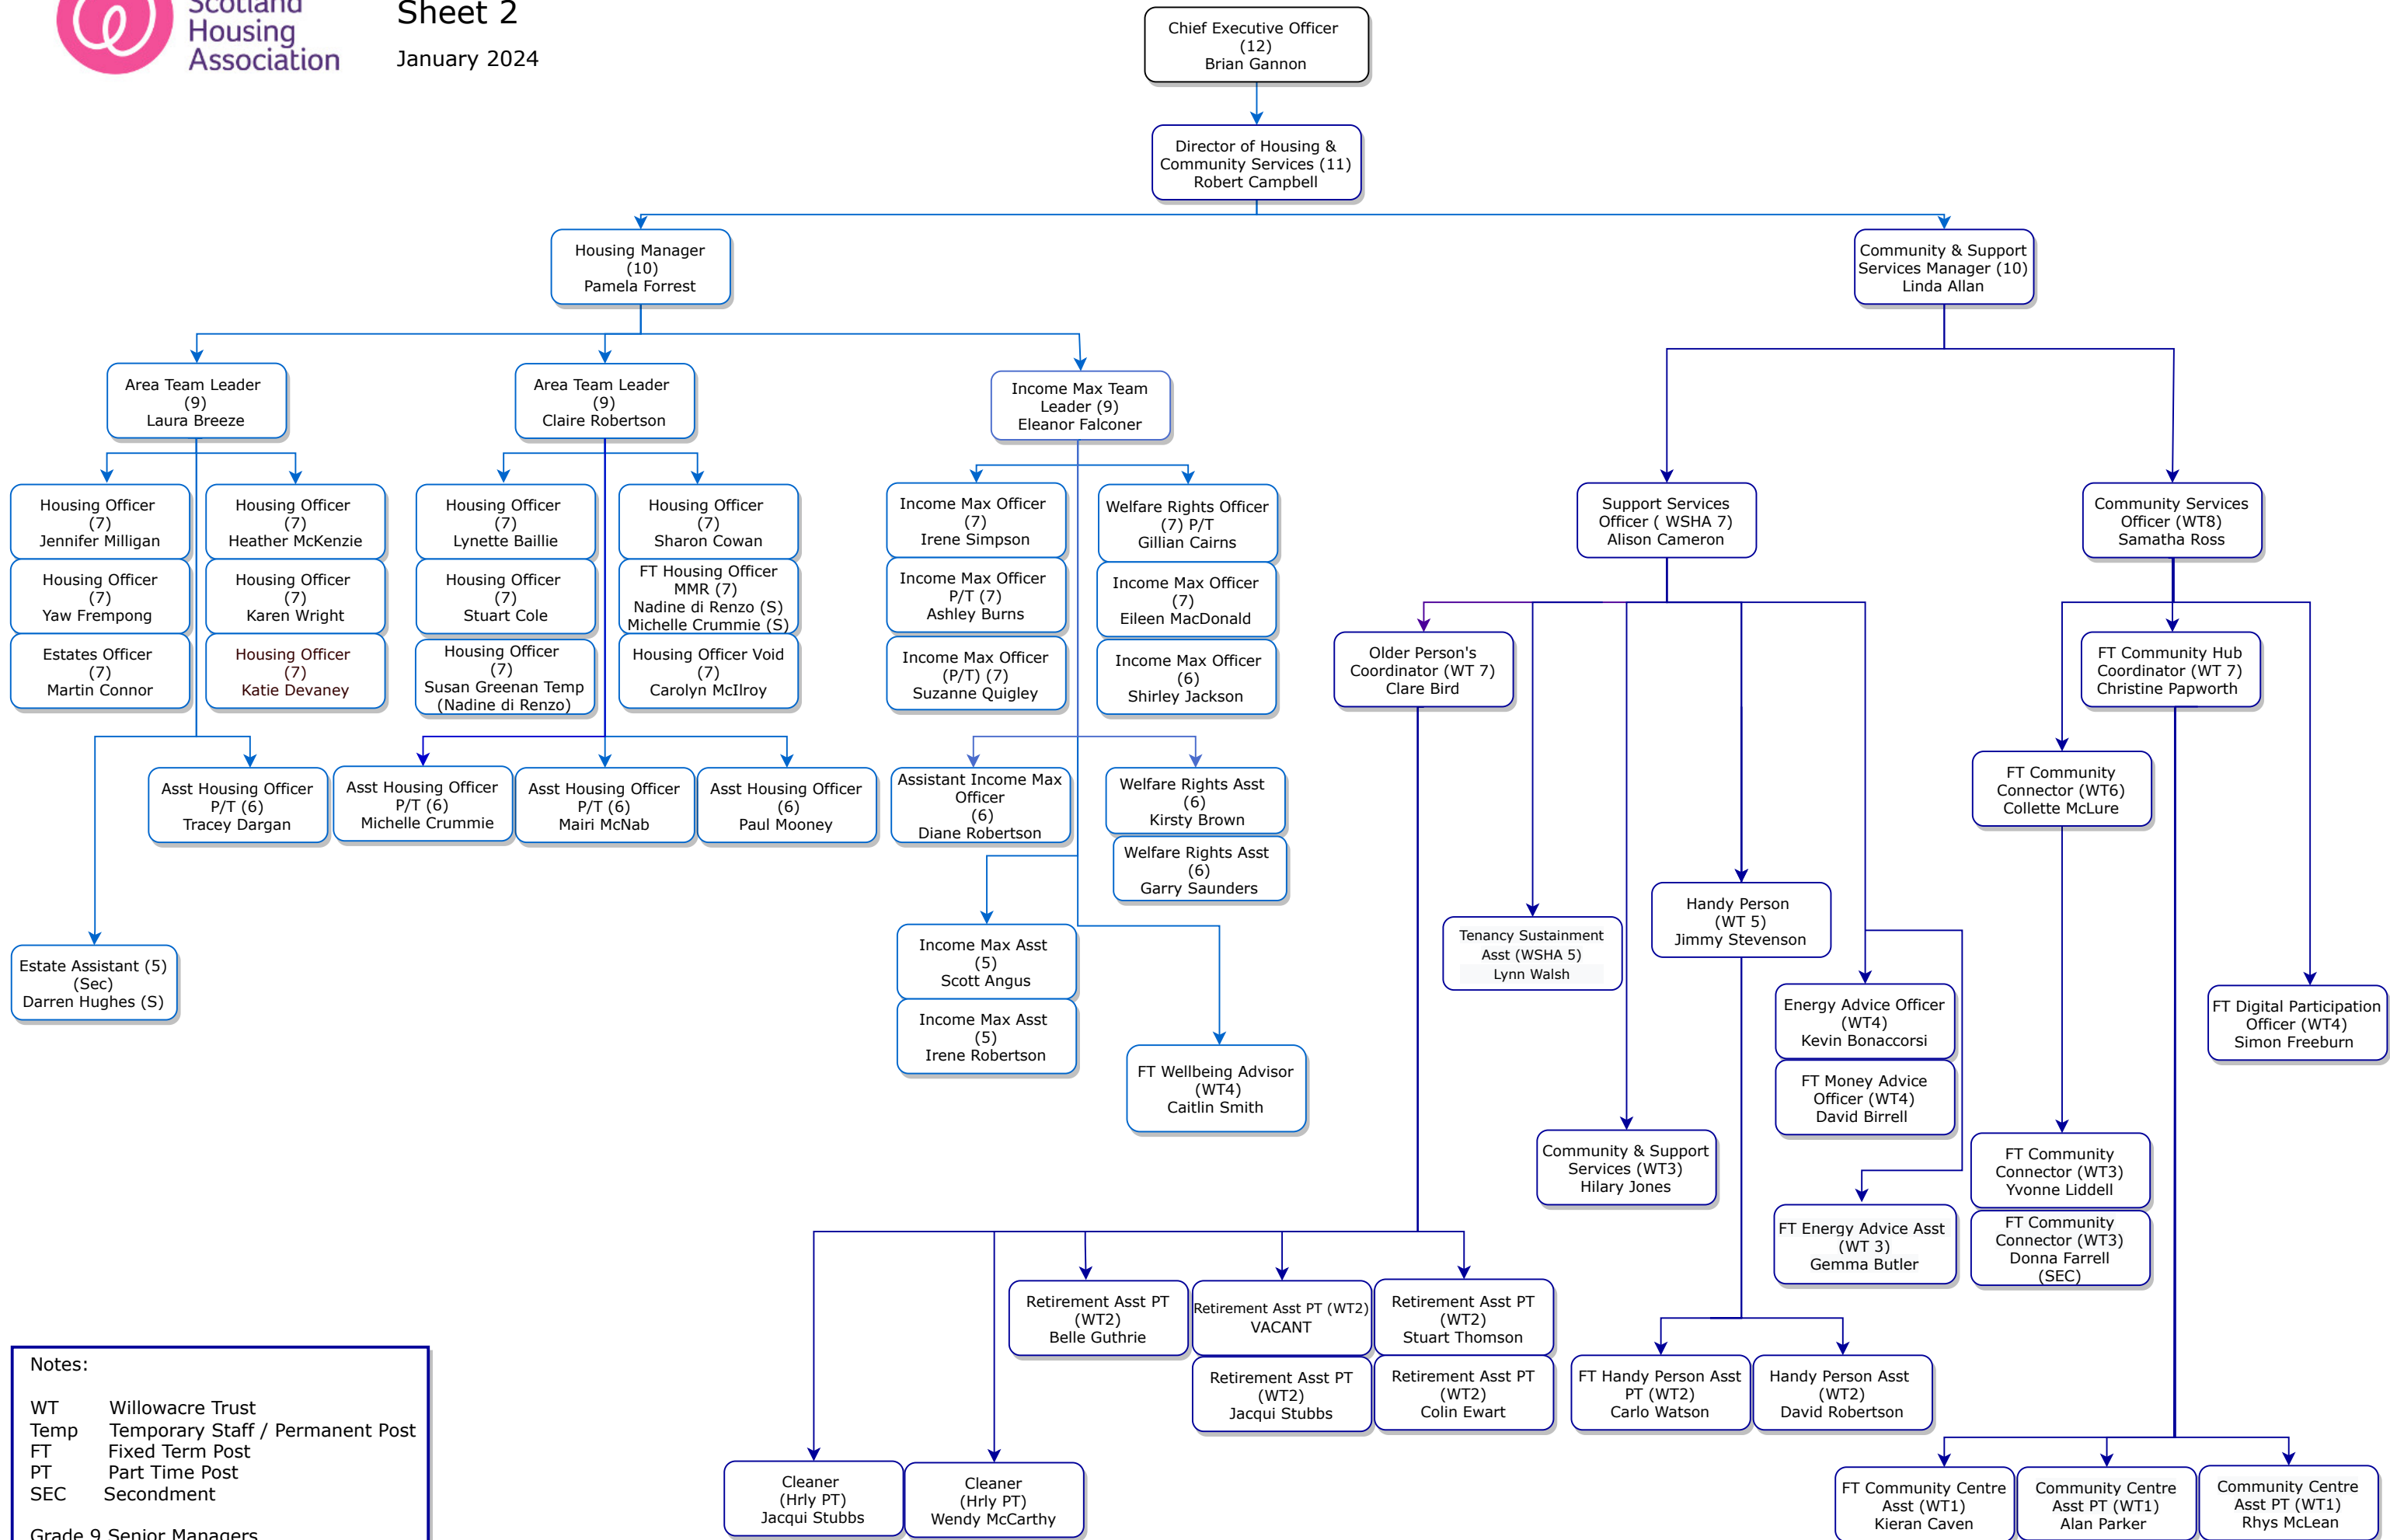 Scotland
Housing
Association
Sheet 2
January 2024
Chief Executive Officer
(12)
Brian Gannon
Director of Housing &
Community Services (11)
Robert Campbell
Housing Manager
(10)
Pamela Forrest
Community & Support
Services Manager (10)
Linda Allan
Area Team Leader
(9)
Laura Breeze
Area Team Leader
(9)
Claire Robertson
Income Max Team
Leader (9)
Eleanor Falconer
Housing Officer
(7)
Jennifer Milligan
Housing Officer
(7)
Yaw Frempong
Estates Officer
(7)
Martin Connor
Housing Officer
(7)
Heather McKenzie
Housing Officer
(7)
Karen Wright
Housing Officer
(7)
Katie Devaney
Housing Officer
(7)
Lynette Baillie
Housing Officer
(7)
Stuart Cole
Housing Officer
(7)
Susan Greenan Temp
(Nadine di Renzo)
Housing Officer
(7)
Sharon Cowan
FT Housing Officer
MMR (7)
Nadine di Renzo (S)
Michelle Crummie (S)
Housing Officer Void
(7)
Carolyn McIlroy
Income Max Officer
(7)
Irene Simpson
Income Max Officer
P/T (7)
Ashley Burns
Income Max Officer
(P/T) (7)
Suzanne Quigley
Welfare Rights Officer
(7) P/T
Gillian Cairns
Income Max Officer
(7)
Eileen MacDonald
Income Max Officer
(6)
Shirley Jackson
Support Services
Officer ( WSHA 7)
Alison Cameron
Community Services
Officer (WT8)
Samatha Ross
Older Person's
Coordinator (WT 7)
Clare Bird
FT Community Hub
Coordinator (WT 7)
Christine Papworth
Asst Housing Officer
P/T (6)
Tracey Dargan
Asst Housing Officer
P/T (6)
Michelle Crummie
Asst Housing Officer
P/T (6)
Mairi McNab
Asst Housing Officer
(6)
Paul Mooney
Assistant Income Max
Officer
(6)
Diane Robertson
Welfare Rights Asst
(6)
Kirsty Brown
Welfare Rights Asst
(6)
Garry Saunders
FT Community
Connector (WT6)
Collette McLure
Handy Person
(WT 5)
Jimmy Stevenson
Tenancy Sustainment
Asst (WSHA 5)
Lynn Walsh
Estate Assistant (5)
(Sec)
Darren Hughes (S)
Income Max Asst
(5)
Scott Angus
Income Max Asst
(5)
Irene Robertson
FT Wellbeing Advisor
(WT4)
Caitlin Smith
Energy Advice Officer
(WT4)
Kevin Bonaccorsi
FT Money Advice
Officer (WT4)
David Birrell
FT Digital Participation
Officer (WT4)
Simon Freeburn
Community & Support
Services (WT3)
Hilary Jones
FT Community
Connector (WT3)
Yvonne Liddell
FT Community
Connector (WT3)
Donna Farrell
(SEC)
FT Energy Advice Asst
(WT 3)
Gemma Butler
Retirement Asst PT
(WT2)
Belle Guthrie
Retirement Asst PT (WT2)
VACANT
Retirement Asst PT
(WT2)
Jacqui Stubbs
Retirement Asst PT
(WT2)
Stuart Thomson
Retirement Asst PT
(WT2)
Colin Ewart
FT Handy Person Asst
PT (WT2)
Carlo Watson
Handy Person Asst
(WT2)
David Robertson
Cleaner
(Hrly PT)
Jacqui Stubbs
Cleaner
(Hrly PT)
Wendy McCarthy
FT Community Centre
Asst (WT1)
Kieran Caven
Community Centre
Asst PT (WT1)
Alan Parker
Community Centre
Asst PT (WT1)
Rhys McLean
Notes:
WT Willowacre Trust
Temp Temporary Staff / Permanent Post
FT Fixed Term Post
PT Part Time Post
SEC Secondment
Grade 9 Senior Managers